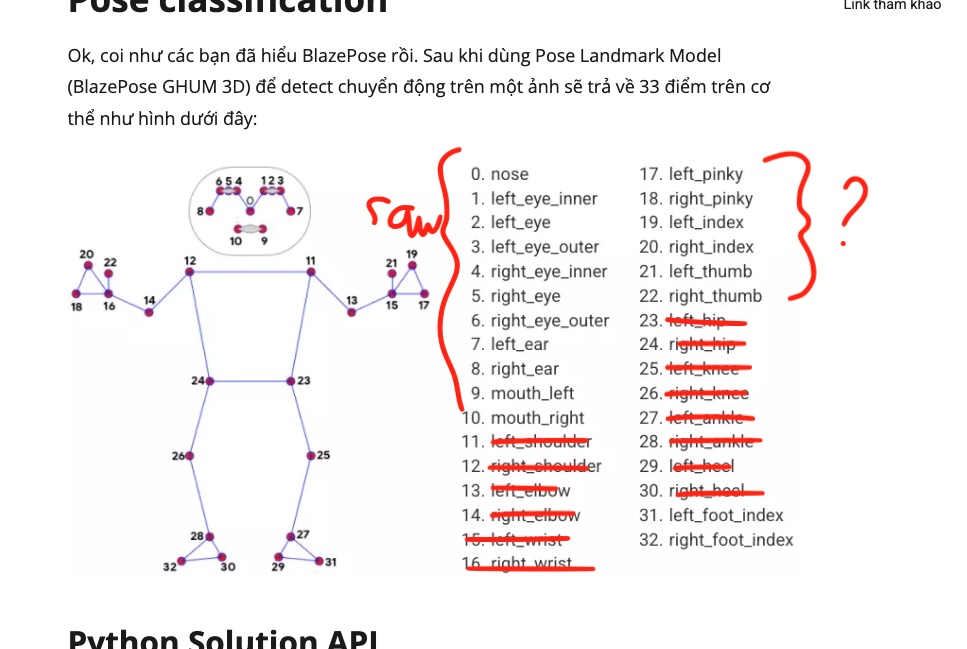 Pose classification
Link tham khảo
Ok, coi như các bạn đã hiểu BlazePose rồi. Sau khi dùng Pose Landmark Model
(BlazePose GHUM 3D) để detect chuyển động trên một ảnh sẽ trả về 33 điểm trên cơ
thể như hình dưới đây:
6 5 4 1 2 3
8 0 7
10 9
20 22 12 11 21 19
18 16 14 13 15 17
24 23
26 25
28 27
32 30 29 31
raw
0. nose
1. left_eye_inner
2. left_eye
3. left_eye_outer
4. right_eye_inner
5. right_eye
6. right_eye_outer
7. left_ear
8. right_ear
9. mouth_left
10. mouth_right
11. left_shoulder
12. right_shoulder
13. left_elbow
14. right_elbow
15. left_wrist
16. right_wrist
17. left_pinky
18. right_pinky
19. left_index
20. right_index
21. left_thumb
22. right_thumb
23. left_hip
24. right_hip
25. left_knee
26. right_knee
27. left_ankle
28. right_ankle
29. left_heel
30. right_heel
31. left_foot_index
32. right_foot_index
?
Python Solution API